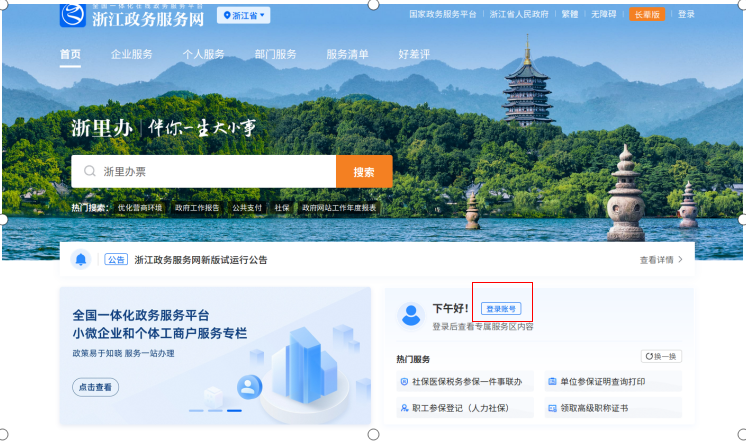 全国一体化在线政务服务平台
浙江政务服务网 浙江省
国家政务服务平台 浙江省人民政府 繁體 无障碍 长辈版 登录
首页 企业服务 个人服务 部门服务 服务清单 好差评
浙里办 伴你一生大小事
浙里办票 搜索
热门搜索: 优化营商环境 政府工作报告 公共支付 社保 政府网站工作年度报表
公告 浙江政务服务网新版试运行公告 查看详情
全国一体化政务服务平台
小微企业和个体工商户服务专栏
政策易于知晓 服务一站办理
点击查看
下午好! 登录账号
登录后查看专属服务区内容
热门服务 换一换
社保医保税务参保一件事联办 单位参保证明查询打印
职工参保登记（人力社保） 领取高级职称证书